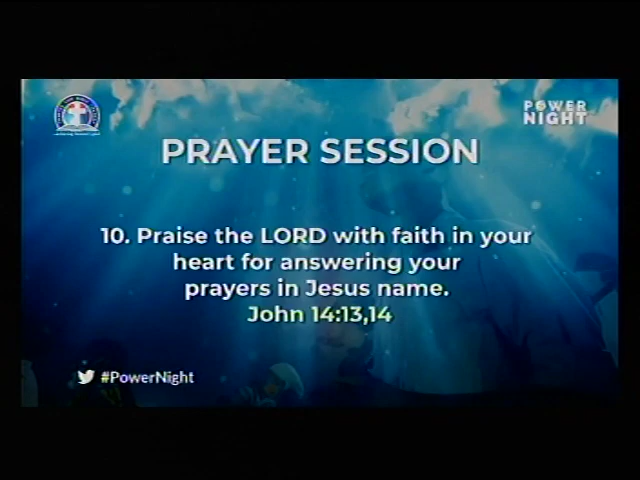 POWER
NIGHT
PRAYER SESSION
10. Praise the LORD with faith in your
heart for answering your
prayers in Jesus name.
John 14:13,14
#PowerNight